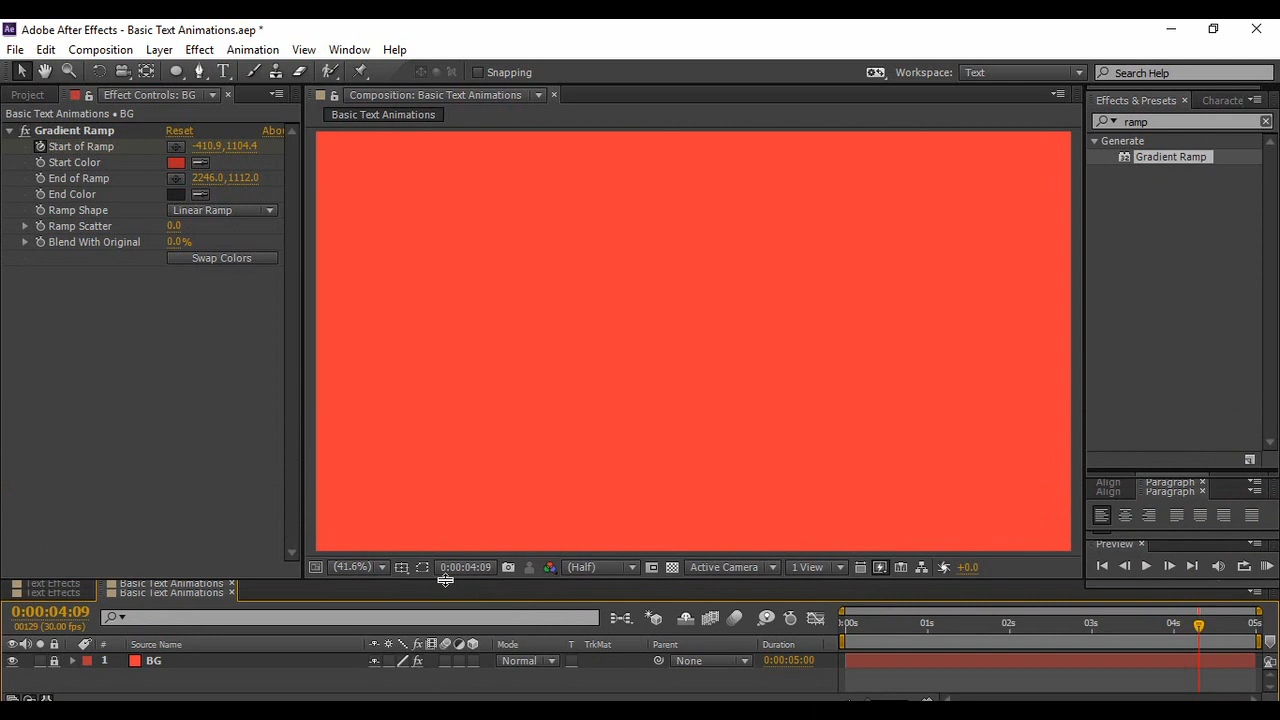 Ae Adobe After Effects - Basic Text Animations.aep *
File Edit Composition Layer Effect Animation View Window Help
Snapping Workspace: Text Search Help
Project Effect Controls: BG
Composition: Basic Text Animations
Effects & Presets Characte
Basic Text Animations • BG
Basic Text Animations
ramp
fx Gradient Ramp Reset Abou
Start of Ramp -410.9,1104.4
Start Color
End of Ramp 2246.0,1112.0
End Color
Ramp Shape Linear Ramp
Ramp Scatter 0.0
Blend With Original 0.0%
Swap Colors
Generate
Gradient Ramp
Align Paragraph
Align Paragraph
Preview
(41.6%) 0:00:04:09 (Half) Active Camera 1 View +0.0
Text Effects Basic Text Animations
Text Effects Basic Text Animations
0:00:04:09
00129 (30.00 fps)
:00s 01s 02s 03s 04s 05s
# Source Name fx Mode T TrkMat Parent Duration
1 BG fx Normal None 0:00:05:00